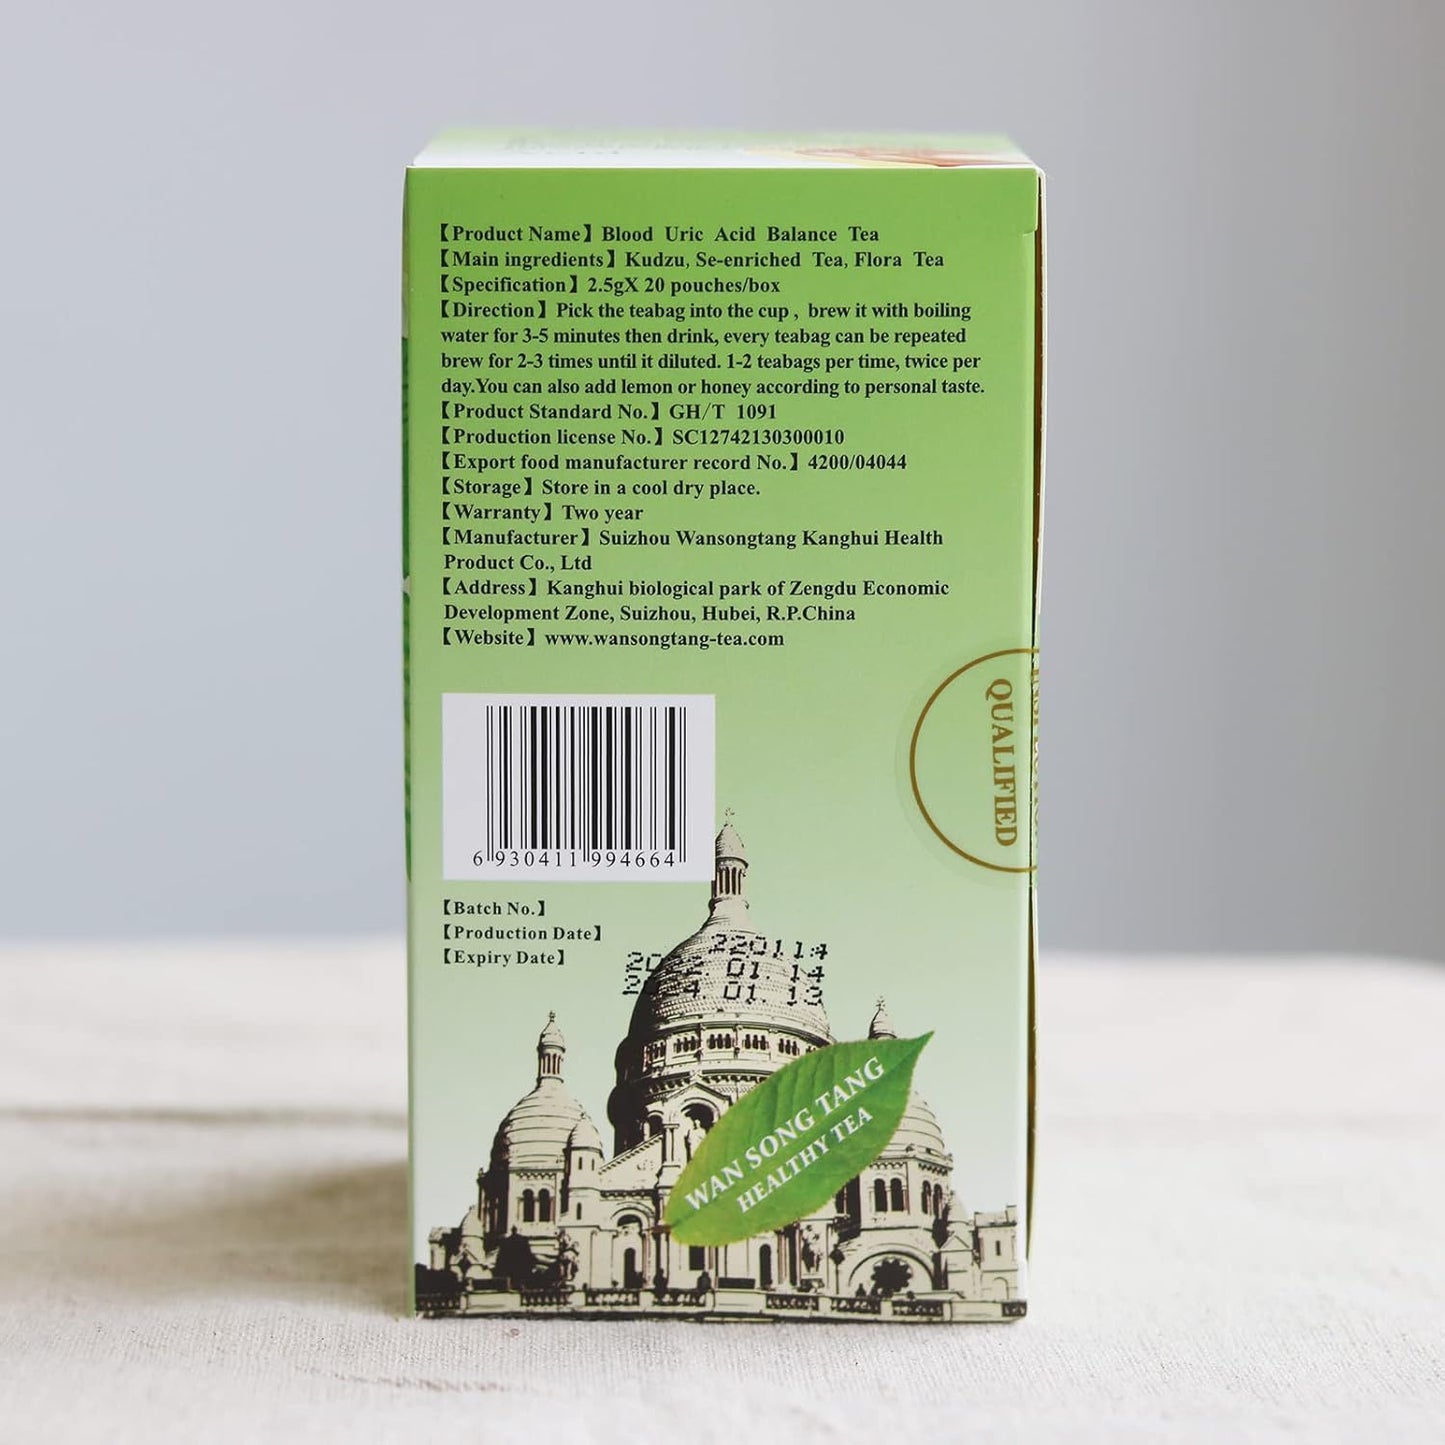 【Product Name】Blood Uric Acid Balance Tea
【Main ingredients】Kudzu, Se-enriched Tea, Flora Tea
【Specification】2.5gX 20 pouches/box
【Direction】Pick the teabag into the cup , brew it with boiling
water for 3-5 minutes then drink, every teabag can be repeated
brew for 2-3 times until it diluted. 1-2 teabags per time, twice per
day.You can also add lemon or honey according to personal taste.
【Product Standard No.】GH/T 1091
【Production license No.】SC12742130300010
【Export food manufacturer record No.】4200/04044
【Storage】Store in a cool dry place.
【Warranty】Two year
【Manufacturer】Suizhou Wansongtang Kanghui Health
Product Co., Ltd
【Address】Kanghui biological park of Zengdu Economic
Development Zone, Suizhou, Hubei, R.P.China
【Website】www.wansongtang-tea.com
QUALIFIED
6 930411 994664
【Batch No.】
220114
【Production Date】
2022. 01. 14
【Expiry Date】
2024. 01. 13
WAN SONG TANG
HEALTHY TEA